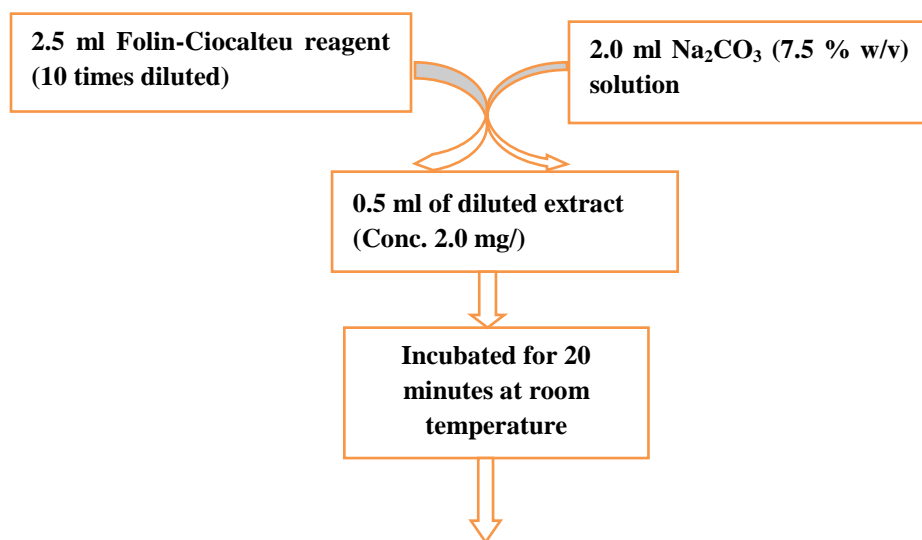 2.5 ml Folin-Ciocalteu reagent
(10 times diluted)
2.0 ml Na₂CO₃ (7.5 % w/v)
solution
0.5 ml of diluted extract
(Conc. 2.0 mg/)
Incubated for 20
minutes at room
temperature